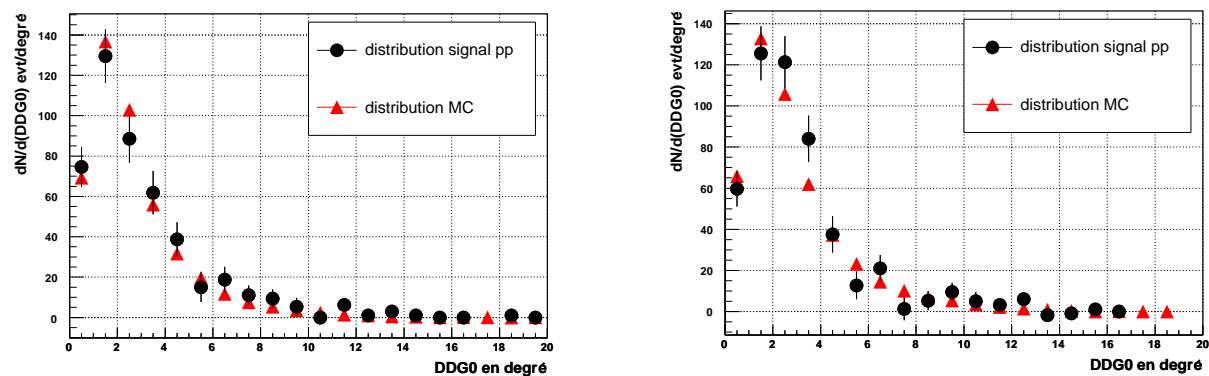 dN/d(DDG0) evt/degré
140
120
100
80
60
40
20
0
distribution signal pp
distribution MC
0 2 4 6 8 10 12 14 16 18 20
DDG0 en degré
dN/d(DDG0) evt/degré
140
120
100
80
60
40
20
0
distribution signal pp
distribution MC
0 2 4 6 8 10 12 14 16 18 20
DDG0 en degré